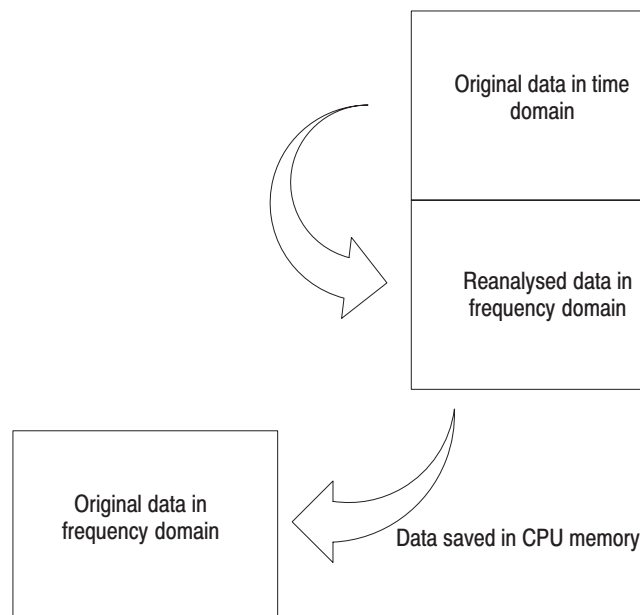 Original data in time
domain
Reanalysed data in
frequency domain
Original data in
frequency domain
Data saved in CPU memory